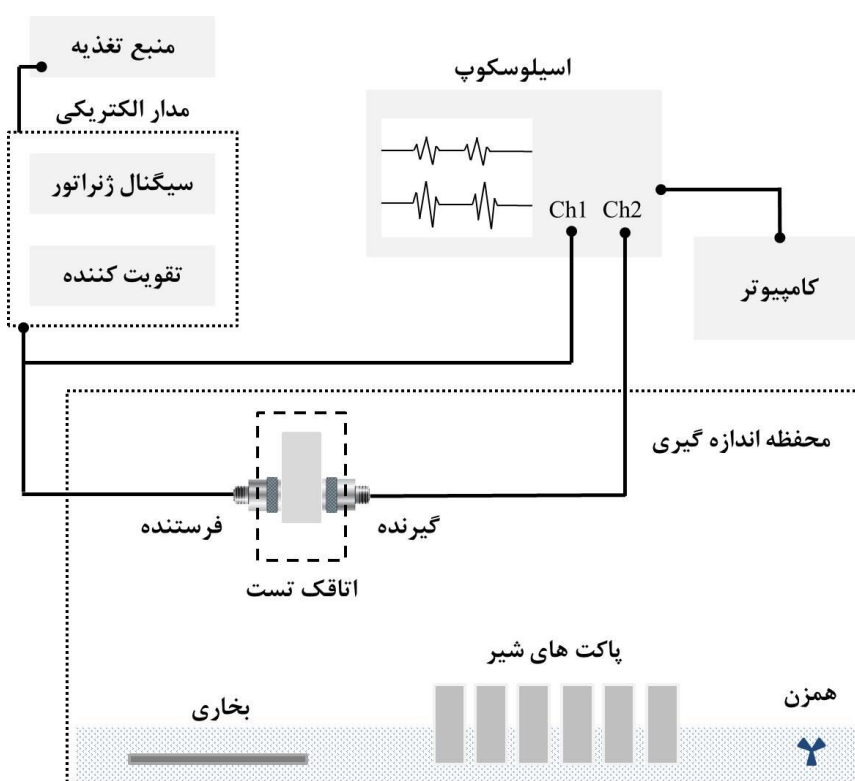 منبع تغذیه
اسیلوسکوپ
مدار الکتریکی
سیگنال ژنراتور
Ch1 Ch2
تقویت کننده
کامپیوتر
محفظه اندازه گیری
فرستنده
گیرنده
اتاقک تست
پاکت های شیر
همزن
بخاری